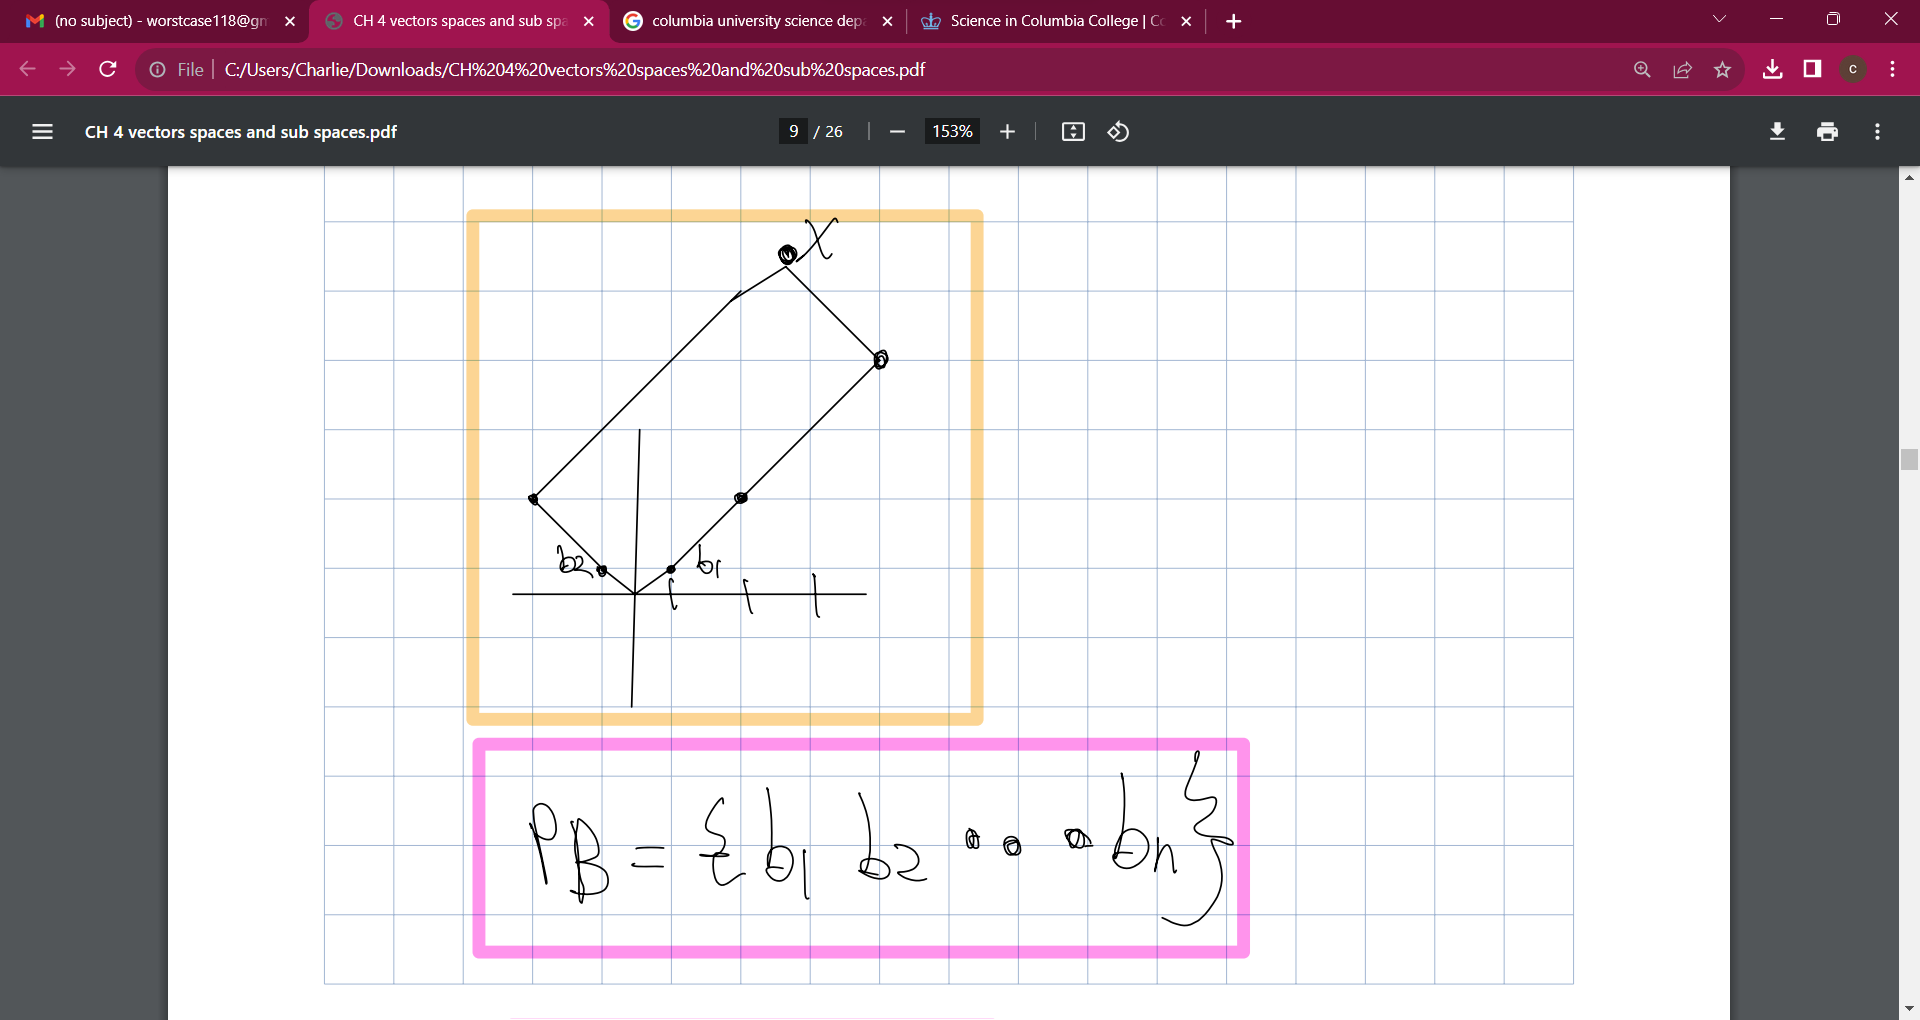 (no subject) - worstcase118@gm
CH 4 vectors spaces and sub spa
columbia university science depa
Science in Columbia College | Co
File
C:/Users/Charlie/Downloads/CH%204%20vectors%20spaces%20and%20sub%20spaces.pdf
c
CH 4 vectors spaces and sub spaces.pdf
9 / 26
153%
X
b2
b1
PB = {b1 b2 . . . bn}